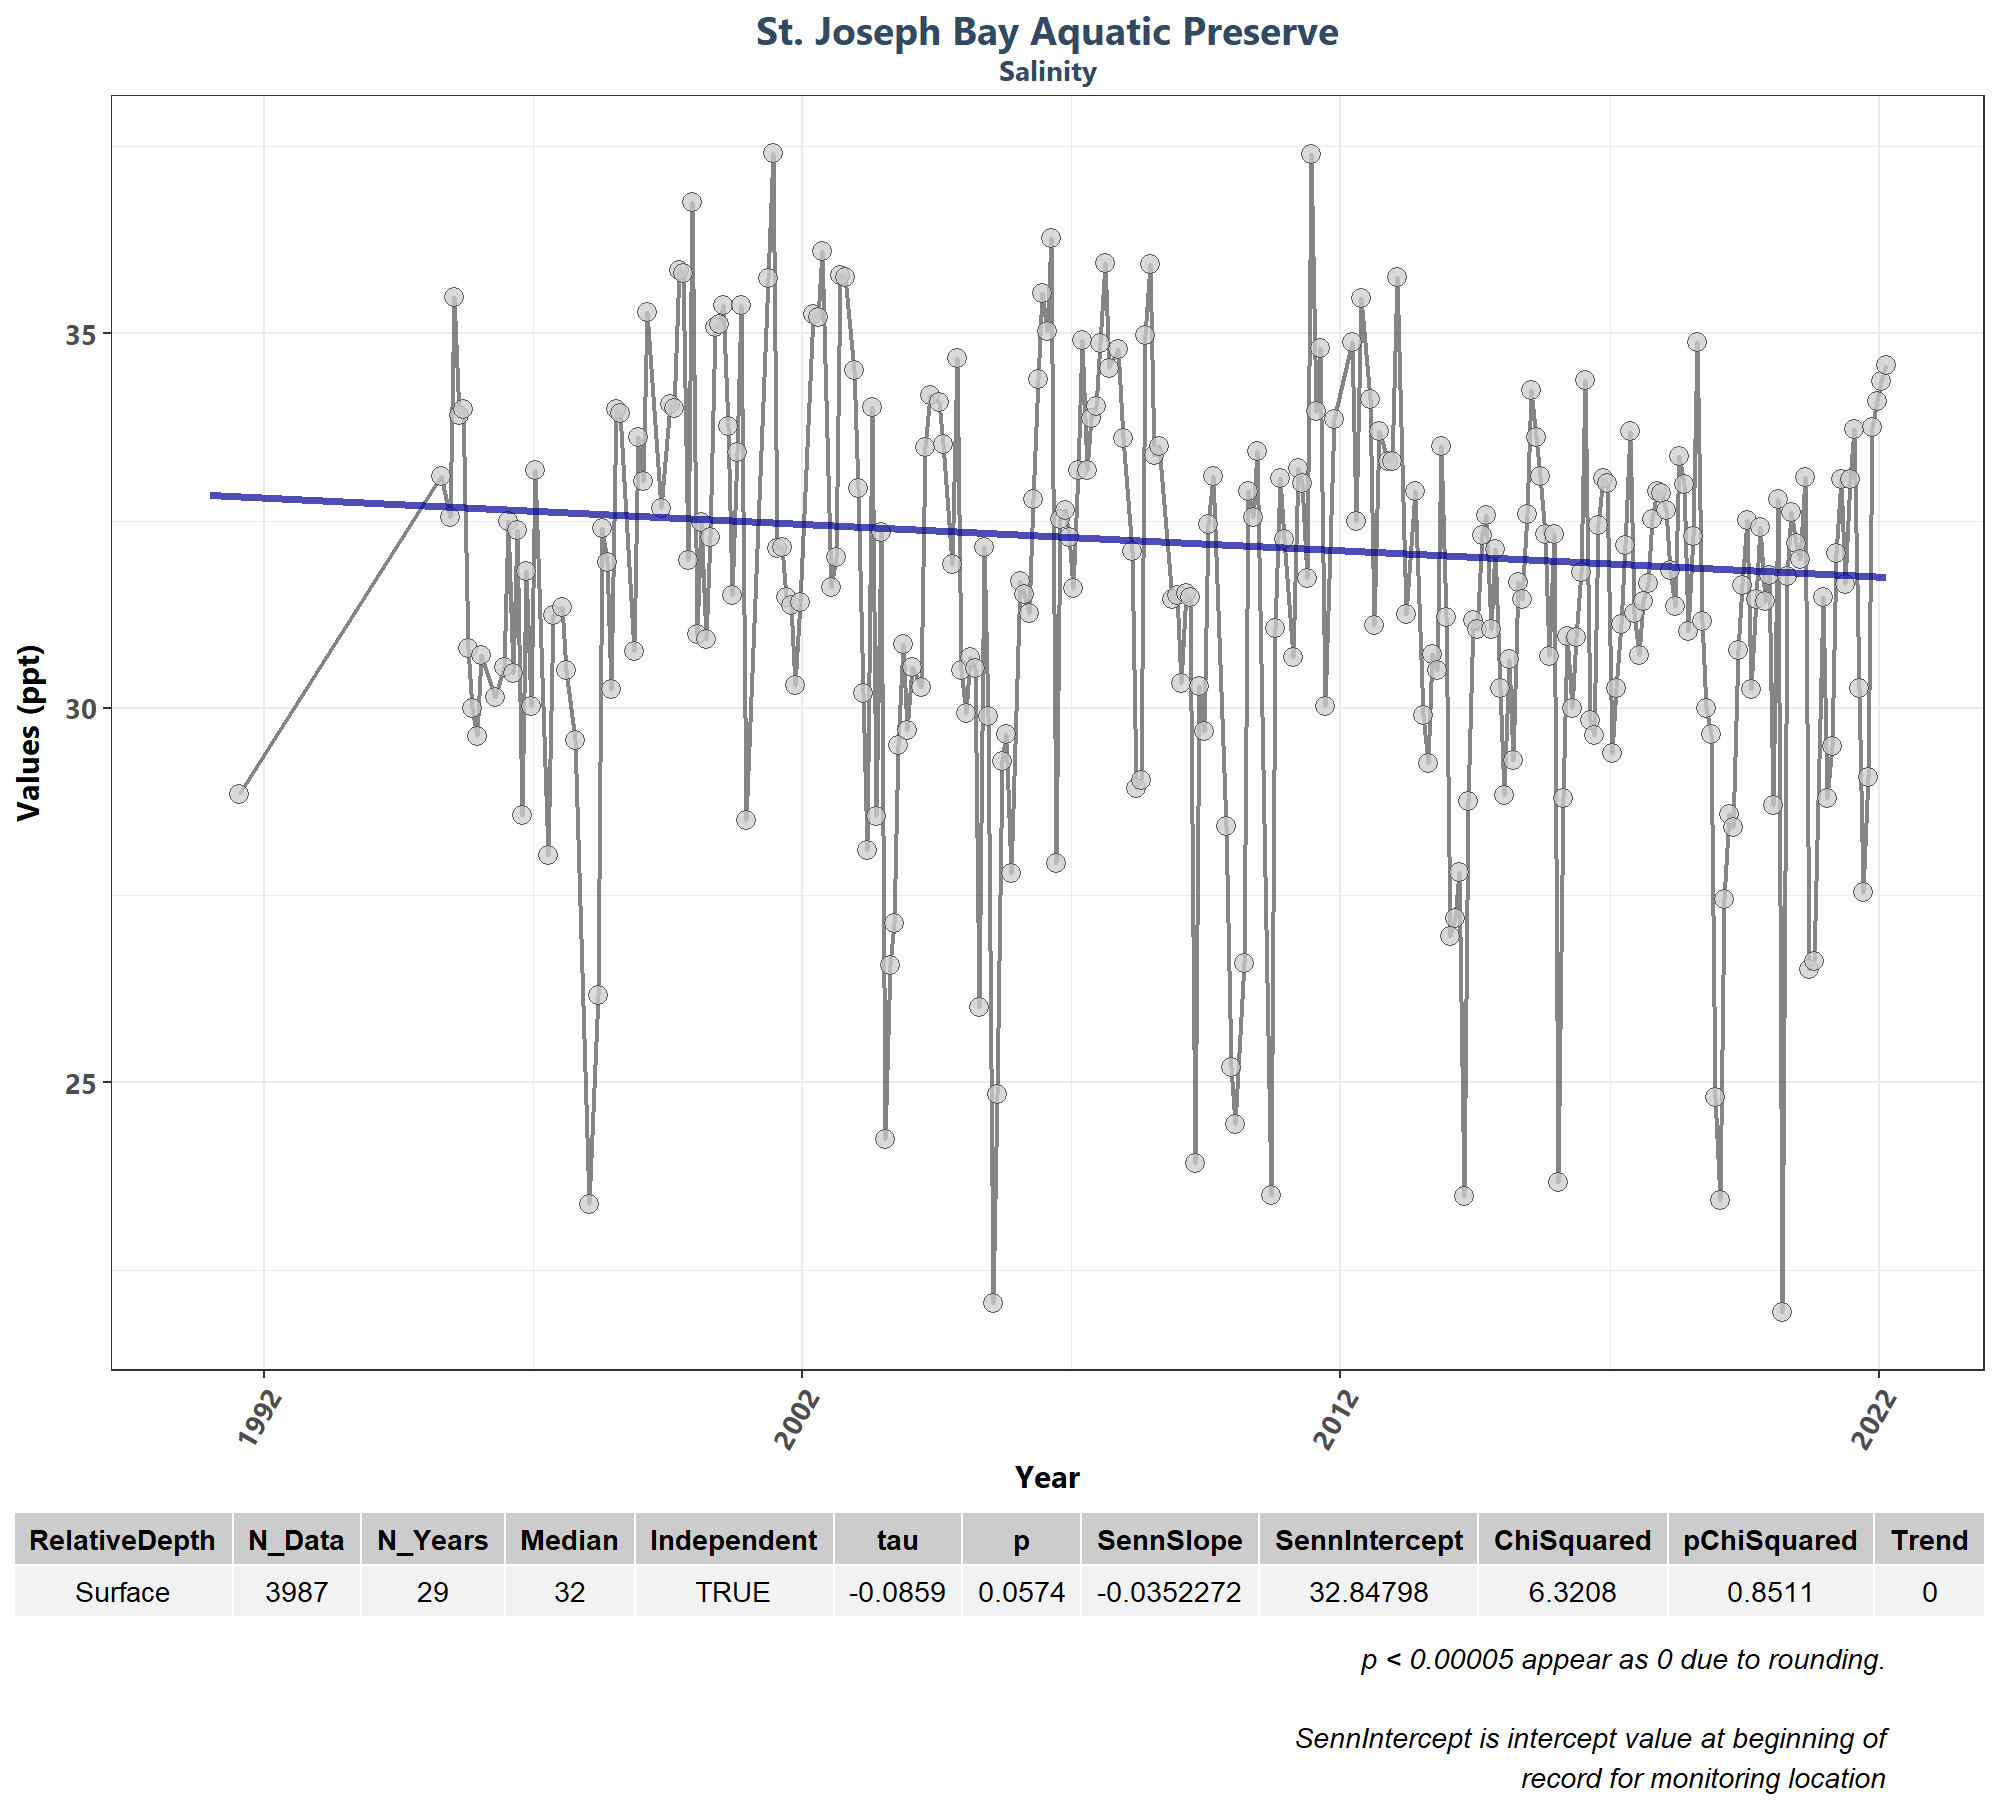 St. Joseph Bay Aquatic Preserve
Salinity
Values (ppt)
35
30
25
1992
2002
2012
2022
Year
RelativeDepth N_Data N_Years Median Independent tau p SennSlope SennIntercept ChiSquared pChiSquared Trend
Surface 3987 29 32 TRUE -0.0859 0.0574 -0.0352272 32.84798 6.3208 0.8511 0
p < 0.00005 appear as 0 due to rounding.
SennIntercept is intercept value at beginning of
record for monitoring location